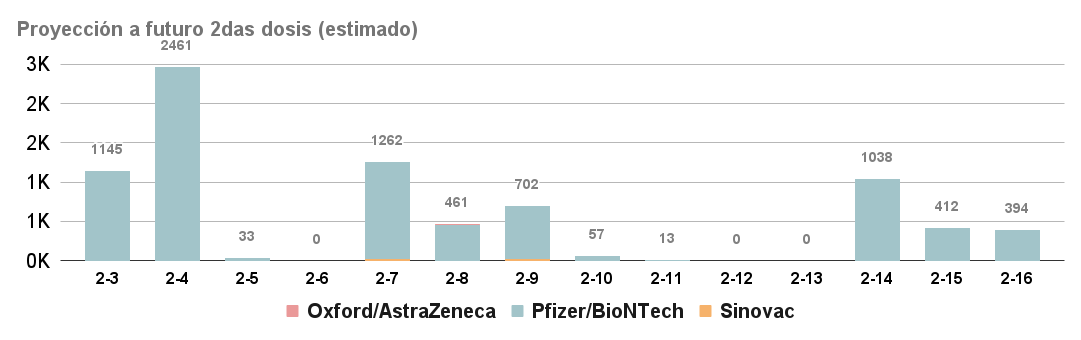 Proyección a futuro 2das dosis (estimado)
3K
2K
2K
1K
1K
0K
1145
2461
33
0
1262
461
702
57
13
0
0
1038
412
394
2-3
2-4
2-5
2-6
2-7
2-8
2-9
2-10
2-11
2-12
2-13
2-14
2-15
2-16
Oxford/AstraZeneca
Pfizer/BioNTech
Sinovac